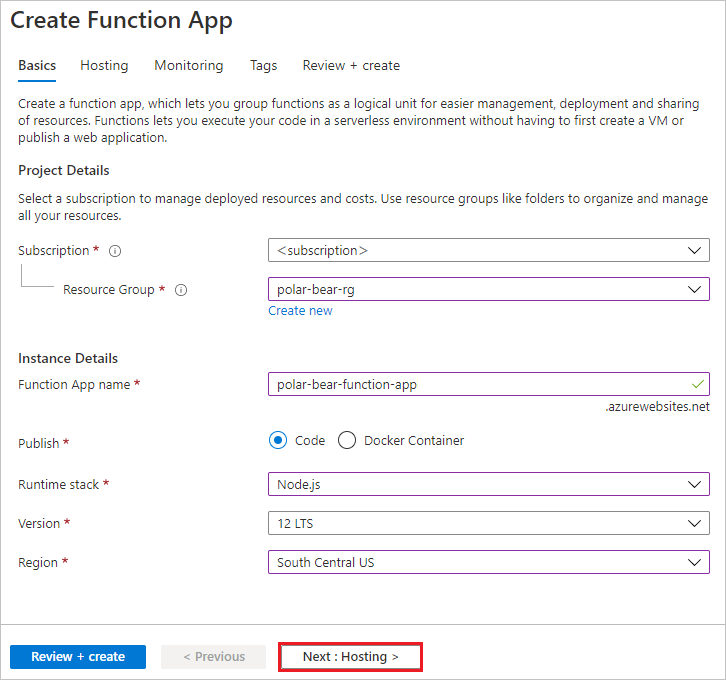 Create Function App
Basics Hosting Monitoring Tags Review + create
Create a function app, which lets you group functions as a logical unit for easier management, deployment and sharing
of resources. Functions lets you execute your code in a serverless environment without having to first create a VM or
publish a web application.
Project Details
Select a subscription to manage deployed resources and costs. Use resource groups like folders to organize and manage
all your resources.
Subscription * <subscription>
Resource Group * polar-bear-rg
Create new
Instance Details
Function App name * polar-bear-function-app
.azurewebsites.net
Publish * Code Docker Container
Runtime stack * Node.js
Version * 12 LTS
Region * South Central US
Review + create < Previous Next : Hosting >